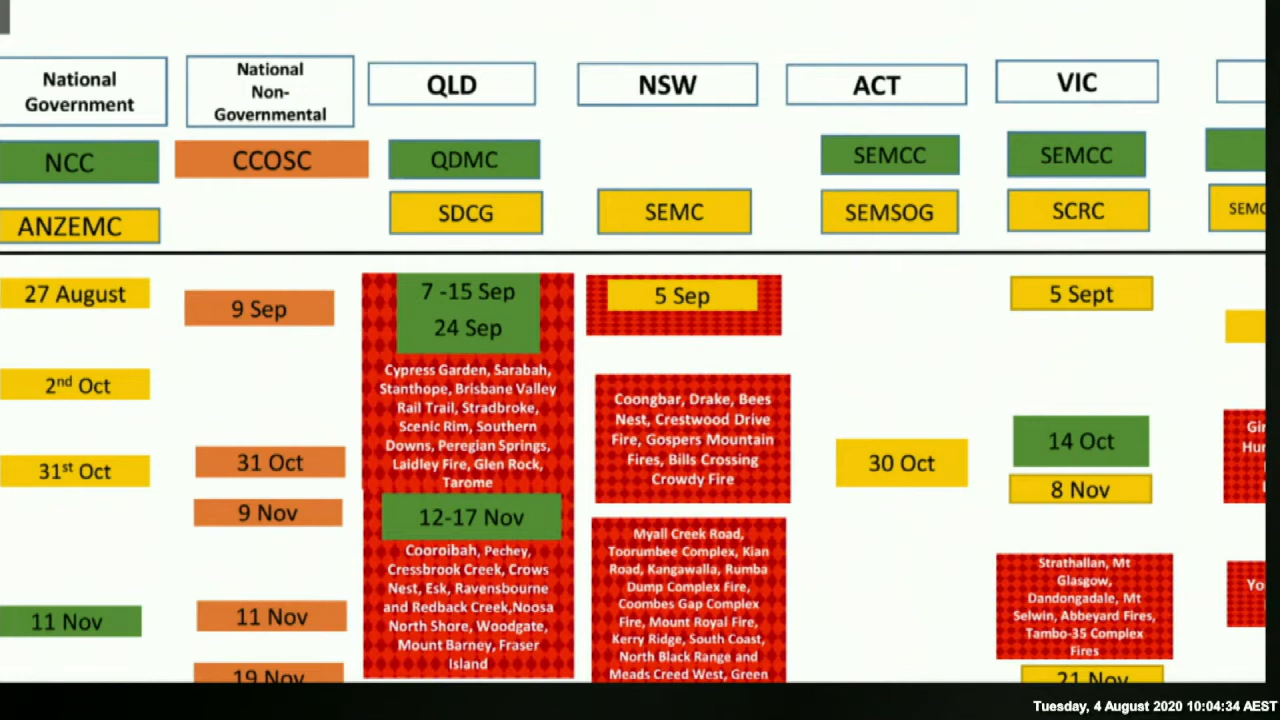 National
Government
National
Non-
Governmental
QLD
NSW
ACT
VIC
NCC
CCOSC
QDMC
SEMCC
SEMCC
ANZEMC
SDCG
SEMC
SEMSOG
SCRC
27 August
9 Sep
7 -15 Sep
24 Sep
5 Sep
5 Sept
2nd Oct
Cypress Garden, Sarabah,
Stanthope, Brisbane Valley
Rail Trail, Stradbroke,
Scenic Rim, Southern
Downs, Peregian Springs,
Laidley Fire, Glen Rock,
Tarome
Coongbar, Drake, Bees
Nest, Crestwood Drive
Fire, Gospers Mountain
Fires, Bills Crossing
Crowdy Fire
14 Oct
31st Oct
31 Oct
30 Oct
8 Nov
9 Nov
12-17 Nov
Cooroibah, Pechey,
Cressbrook Creek, Crows
Nest, Esk, Ravensbourne
and Redback Creek,Noosa
North Shore, Woodgate,
Mount Barney, Fraser
Island
Myall Creek Road,
Toorumbee Complex, Kian
Road, Kangawalla, Rumba
Dump Complex Fire,
Coombes Gap Complex
Fire, Mount Royal Fire,
Kerry Ridge, South Coast,
North Black Range and
Meads Creed West, Green
Strathallan, Mt
Glasgow,
Dandongadale, Mt
Selwin, Abbeyard Fires,
Tambo-35 Complex
Fires
11 Nov
11 Nov
19 Nov
21 Nov
Tuesday, 4 August 2020 10:04:34 AEST